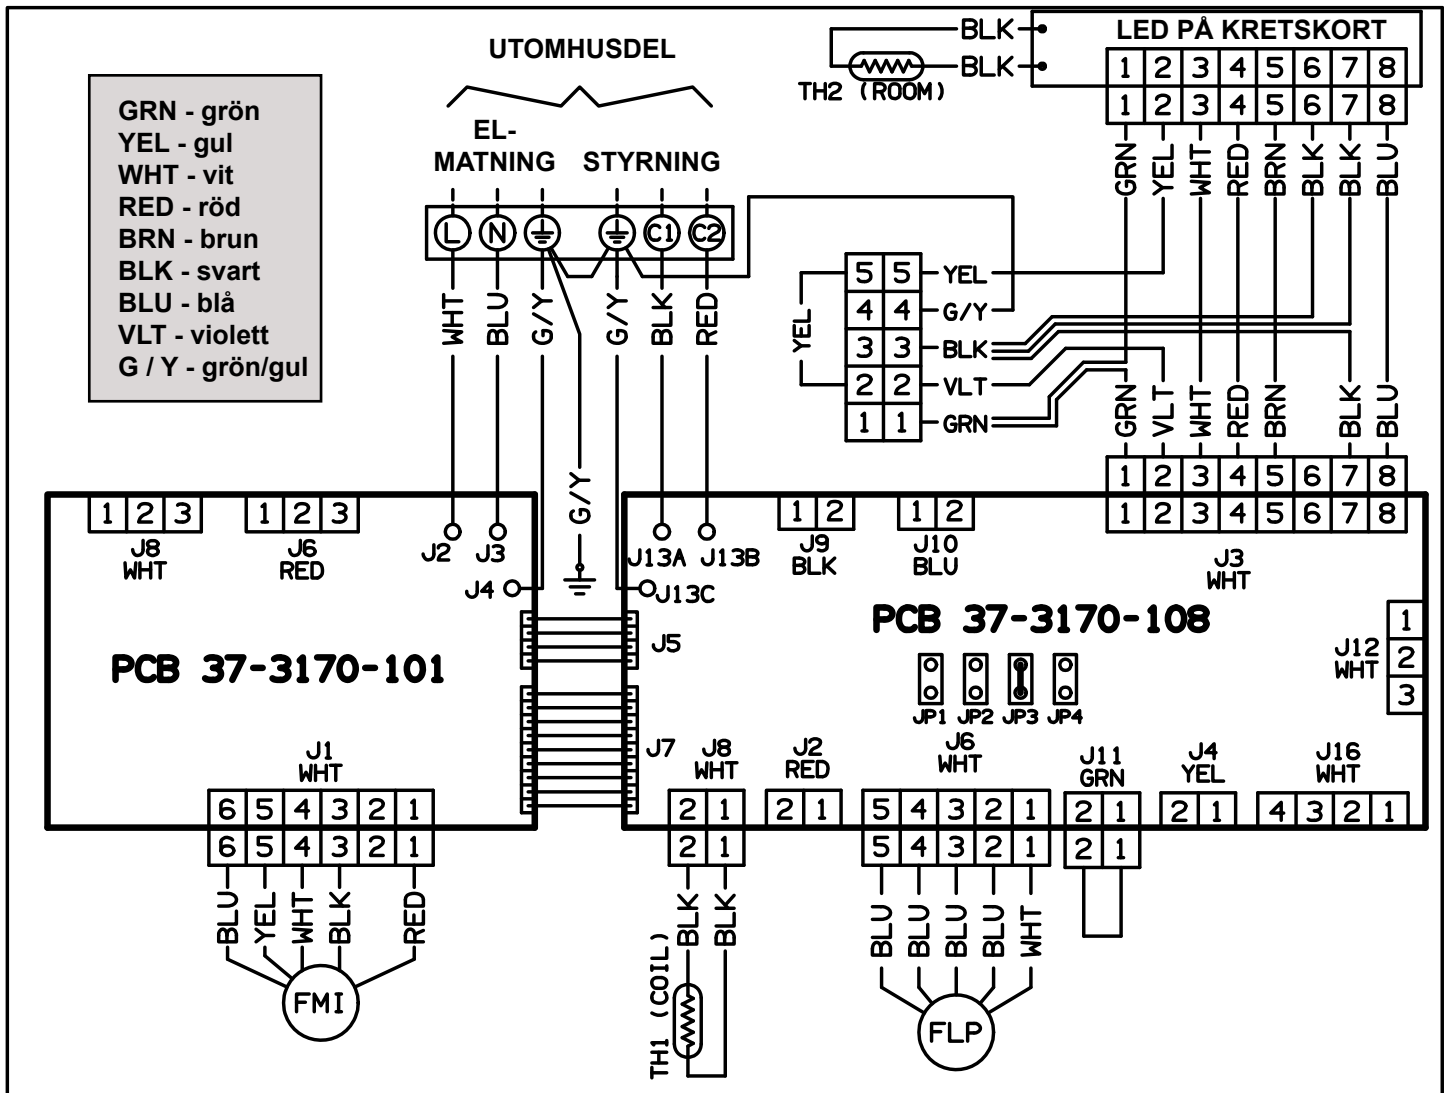 UTOMHUSDEL
EL-
MATNING STYRNING
GRN - grön
YEL - gul
WHT - vit
RED - röd
BRN - brun
BLK - svart
BLU - blå
VLT - violett
G / Y - grön/gul
L N C1 C2
WHT BLU G/Y G/Y BLK RED
G/Y
BLK
BLK
TH2 (ROOM)
LED PÅ KRETSKORT
1 2 3 4 5 6 7 8
1 2 3 4 5 6 7 8
GRN YEL WHT RED BRN BLK BLK BLU
YEL
5 5 YEL
4 4 G/Y
3 3 BLK
2 2 VLT
1 1 GRN
GRN VLT WHT RED BRN BLK BLU
1 2 3 4 5 6 7 8
1 2 3 4 5 6 7 8
J3
WHT
1 2 3
J8
WHT
1 2 3
J6
RED
J2 J3
J4
J13A J13B
J13C
1 2
J9
BLK
1 2
J10
BLU
PCB 37-3170-101
PCB 37-3170-108
J5
J7
JP1 JP2 JP3 JP4
J12
WHT
1
2
3
J1
WHT
6 5 4 3 2 1
6 5 4 3 2 1
BLU YEL WHT BLK RED
FMI
J8
WHT
2 1
2 1
BLK BLK
TH1 (COIL)
J2
RED
2 1
J6
WHT
5 4 3 2 1
5 4 3 2 1
BLU BLU BLU BLU WHT
FLP
J11
GRN
2 1
2 1
J4
YEL
2 1
J16
WHT
4 3 2 1